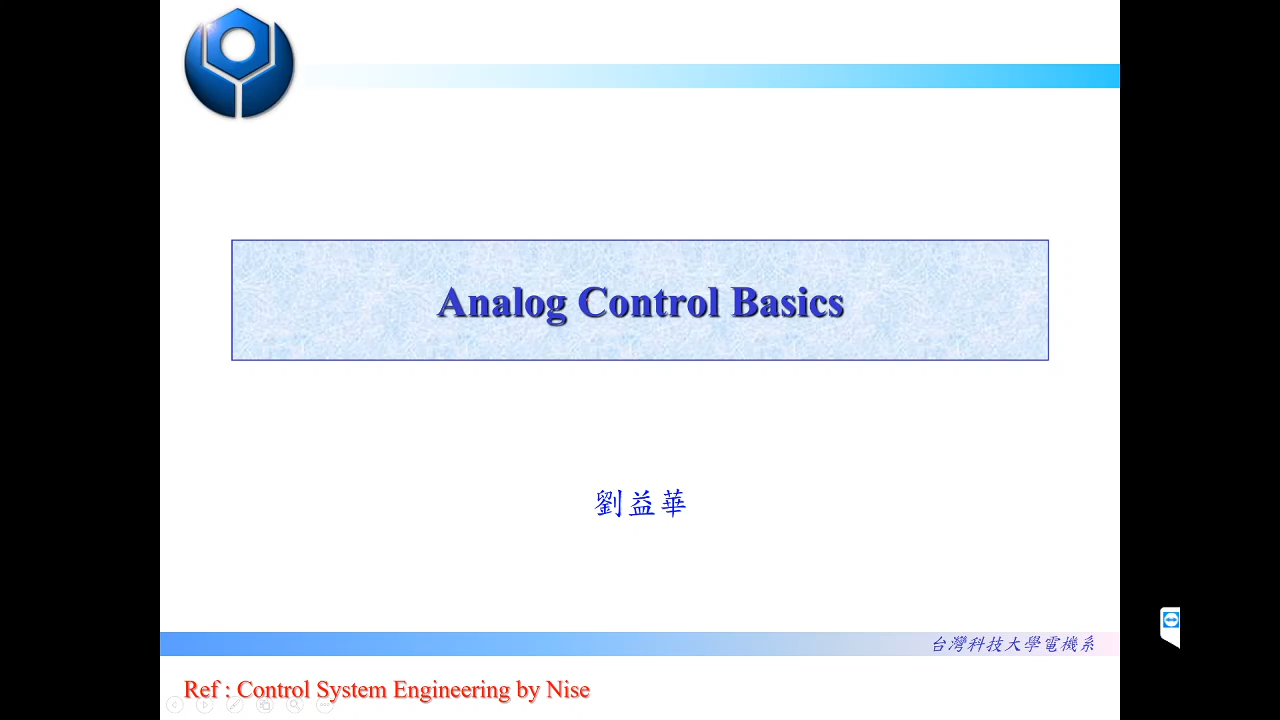 Analog Control Basics
劉益華
台灣科技大學電機系
Ref : Control System Engineering by Nise